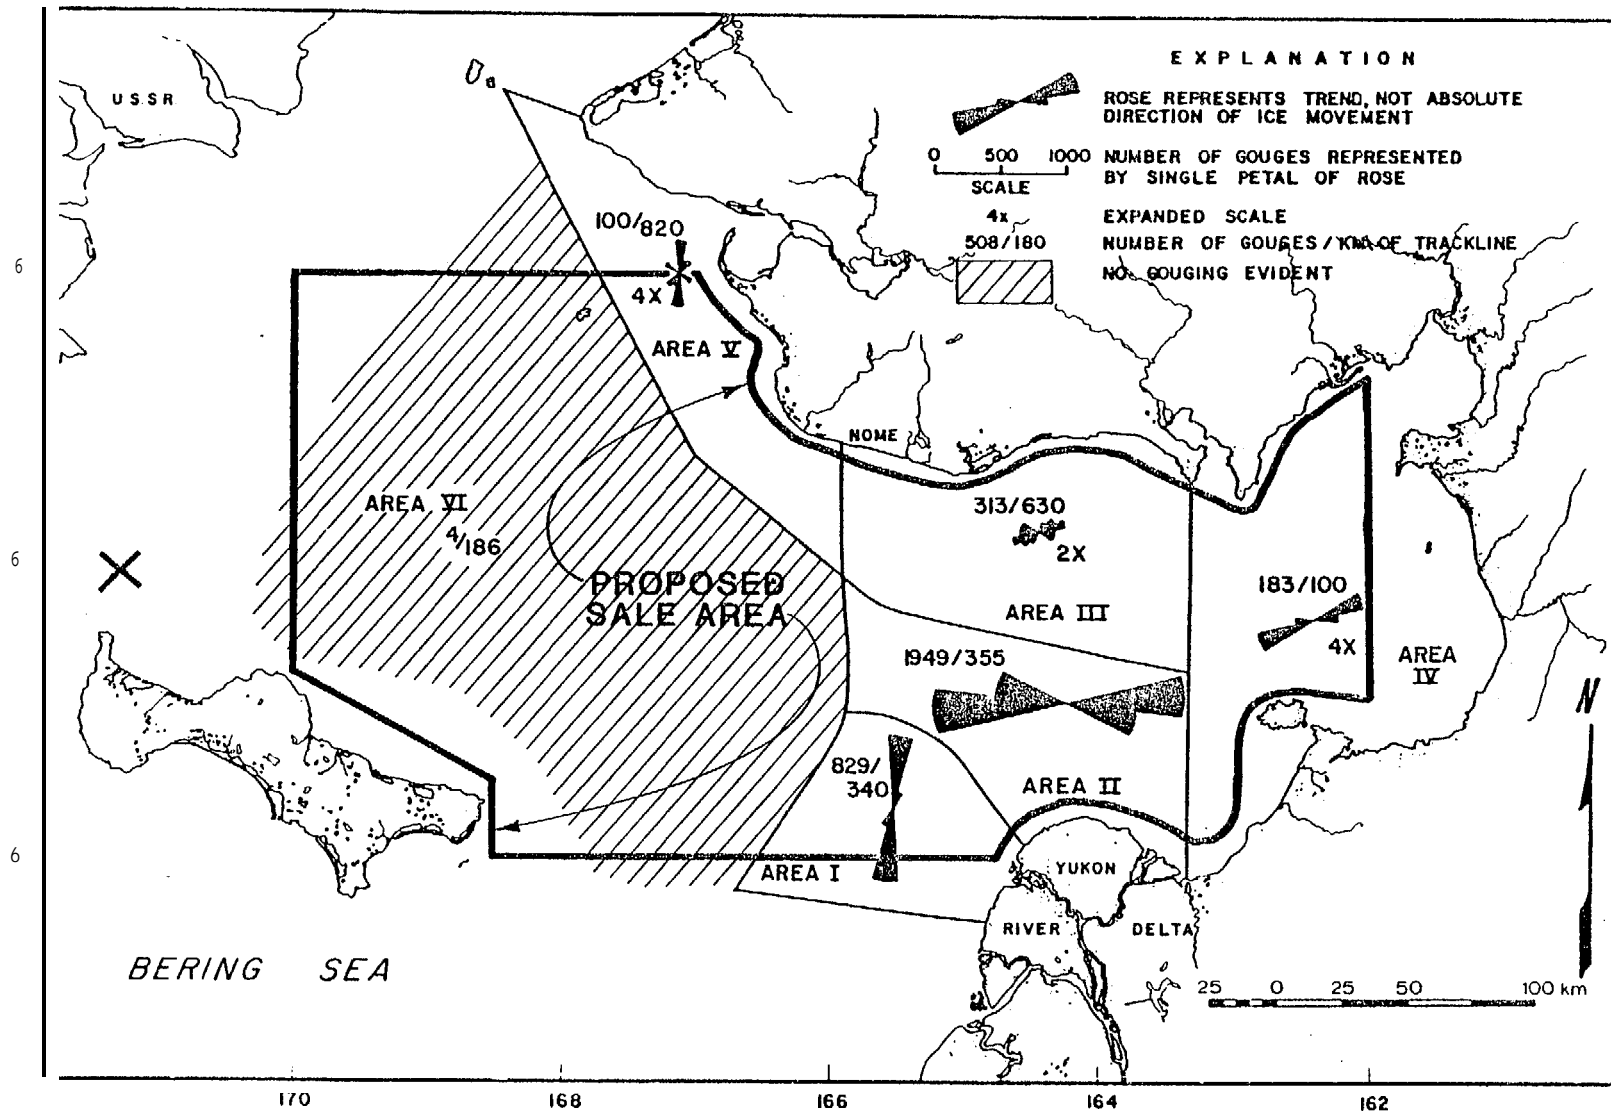 EXPLANATION
ROSE REPRESENTS TREND, NOT ABSOLUTE
DIRECTION OF ICE MOVEMENT
0 500 1000
SCALE
NUMBER OF GOUGES REPRESENTED
BY SINGLE PETAL OF ROSE
4x EXPANDED SCALE
508/180 NUMBER OF GOUGES/KM OF TRACKLINE
NO GOUGING EVIDENT
U.S.S.R.
100/820
4X
AREA V
6
NOME
AREA VI
4/186
313/630
2X
6
PROPOSED
SALE AREA
AREA III
183/100
4X
AREA
IV
1949/355
N
829/
340
AREA II
6
AREA I
YUKON
RIVER
DELTA
BERING SEA
25 0 25 50 100 km
170 168 166 164 162